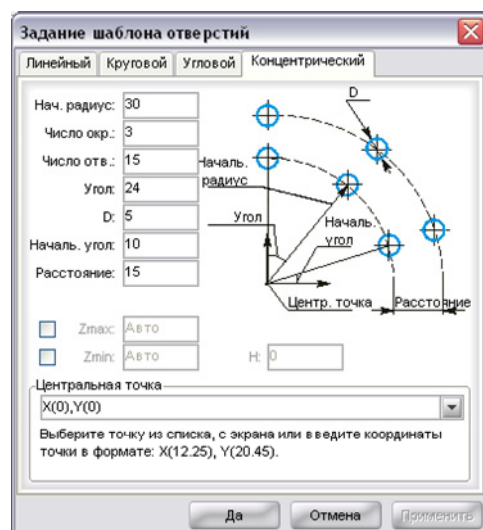 Задание шаблона отверстий
Линейный Круговой Угловой Концентрический
Нач. радиус: 30
Число окр.: 3
Число отв.: 15
Угол: 24
D: 5
Началь. угол: 10
Расстояние: 15
D
Началь.
радиус
Угол
Началь.
угол
Центр. точка
Расстояние
Zmax: Авто
Zmin: Авто
H: 0
Центральная точка
X(0),Y(0)
Выберите точку из списка, с экрана или введите координаты
точки в формате: X(12.25), Y(20.45).
Да Отмена Применить